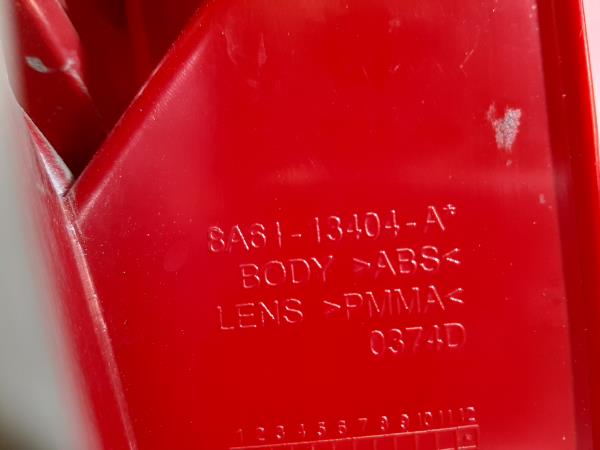 8A61-13404-A*
BODY >ABS<
LENS >PMMA<
0374D
1 2 3 4 5 6 7 8 9 10 11 12